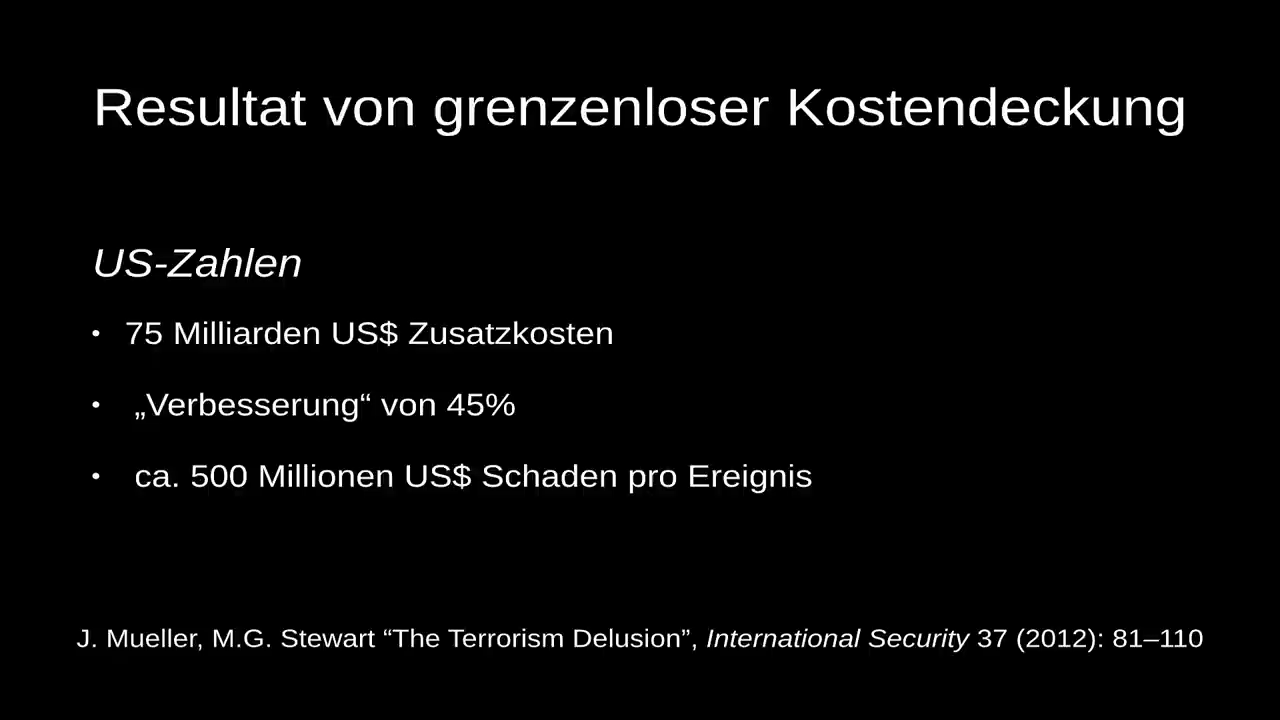 Resultat von grenzenloser Kostendeckung
US-Zahlen
• 75 Milliarden US$ Zusatzkosten
• „Verbesserung“ von 45%
• ca. 500 Millionen US$ Schaden pro Ereignis
J. Mueller, M.G. Stewart “The Terrorism Delusion”, International Security 37 (2012): 81–110